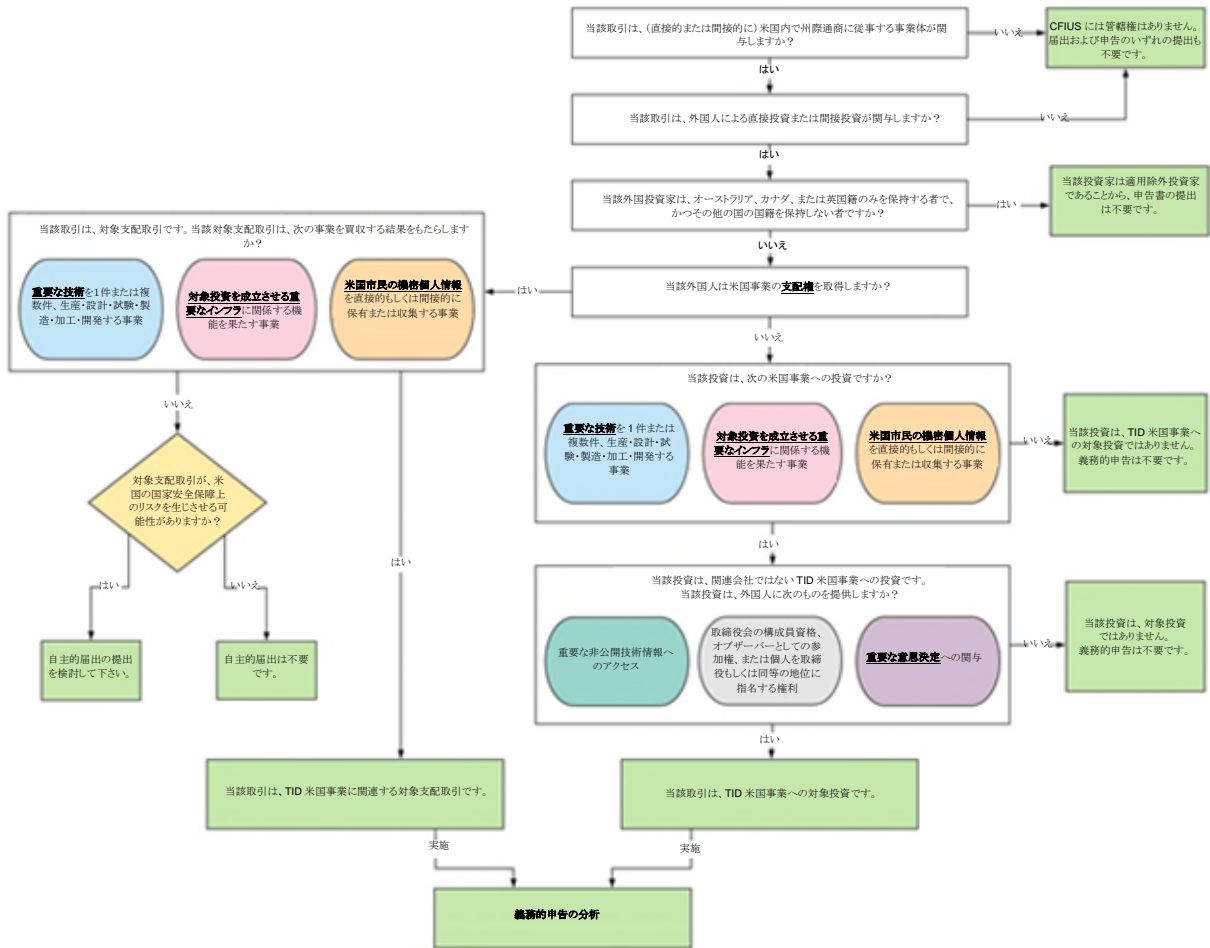 当該取引は、(直接的または間接的に) 米国内で州際通商に従事する事業体が関
与しますか？
いいえ
CFIUS には管轄権はありません。
届出および申告のいずれの提出も
不要です。
はい
当該取引は、外国人による直接投資または間接投資が関与しますか？
いいえ
はい
当該外国投資家は、オーストラリア、カナダ、または英国籍のみを保持する者で、
かつその他の国の国籍を保持しない者ですか？
はい
当該投資家は適用除外投資家
であることから、申告書の提出
は不要です。
いいえ
当該外国人は米国事業の支配権を取得しますか？
はい
当該取引は、対象支配取引です。当該対象支配取引は、次の事業を買収する結果をもたらします
か？
重要な技術を1件または複
数件、生産・設計・試験・製
造・加工・開発する事業
対象投資を成立させる重
要なインフラに関係する機
能を果たす事業
米国市民の機密個人情報
を直接的もしくは間接的に
保有または収集する事業
いいえ
対象支配取引が、米
国の国家安全保障上
のリスクを生じさせる可
能性がありますか？
はい
いいえ
自主的届出の提出
を検討して下さい。
自主的届出は不要
です。
はい
いいえ
当該投資は、次の米国事業への投資ですか？
重要な技術を 1 件または
複数件、生産・設計・試
験・製造・加工・開発する
事業
対象投資を成立させる重
要なインフラに関係する機
能を果たす事業
米国市民の機密個人情報
を直接的もしくは間接的に
保有または収集する事業
いいえ
当該投資は、TID 米国事業へ
の対象投資ではありません。
義務的申告は不要です。
はい
当該投資は、関連会社ではない TID 米国事業への投資です。
当該投資は、外国人に次のものを提供しますか？
重要な非公開技術情報へ
のアクセス
取締役会の構成員資格、
オブザーバーとしての参
加権、または個人を取締
役もしくは同等の地位に
指名する権利
重要な意思決定への関与
いいえ
当該投資は、対象投資
ではありません。
義務的申告は不要です。
はい
当該取引は、TID 米国事業に関連する対象支配取引です。
当該取引は、TID 米国事業への対象投資です。
実施
実施
義務的申告の分析